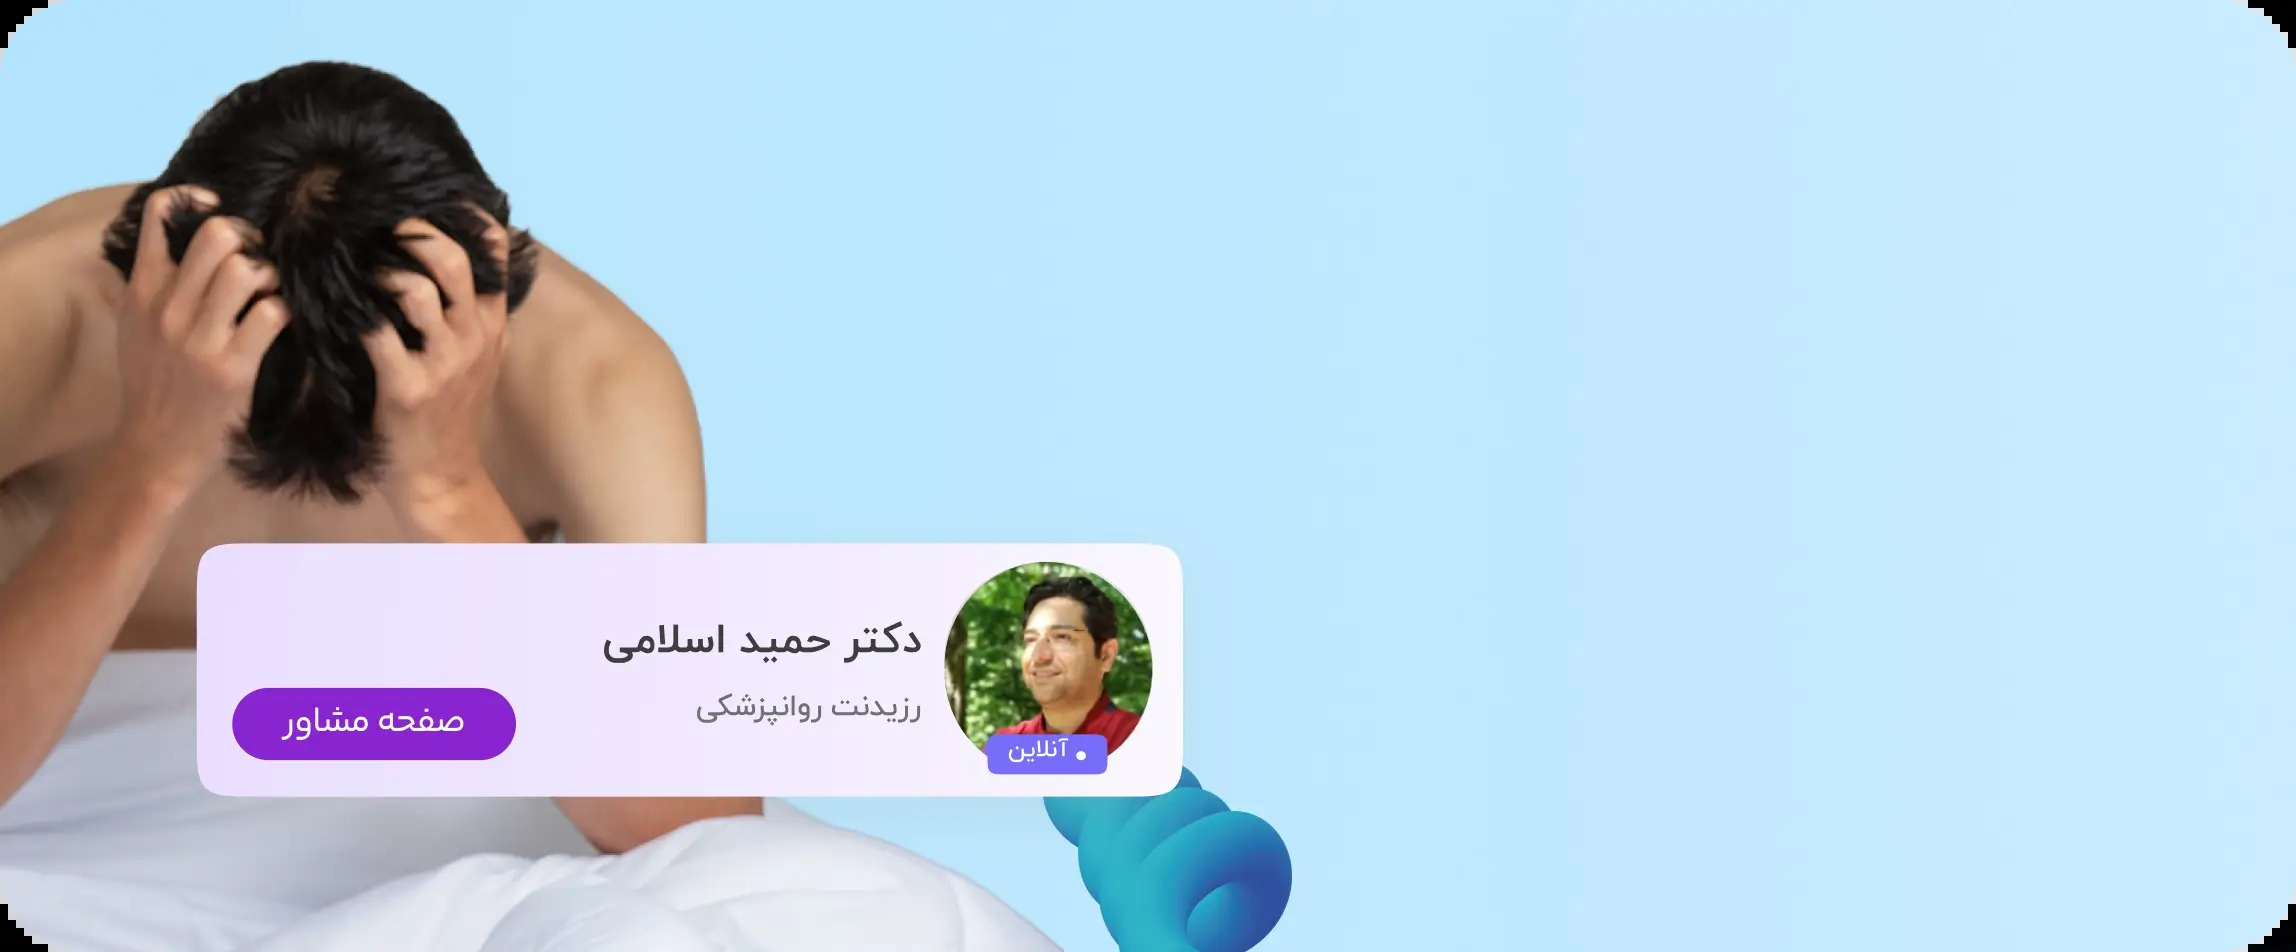 دکتر حمید اسلامی
رزیدنت روانپزشکی
آنلاین
صفحه مشاور